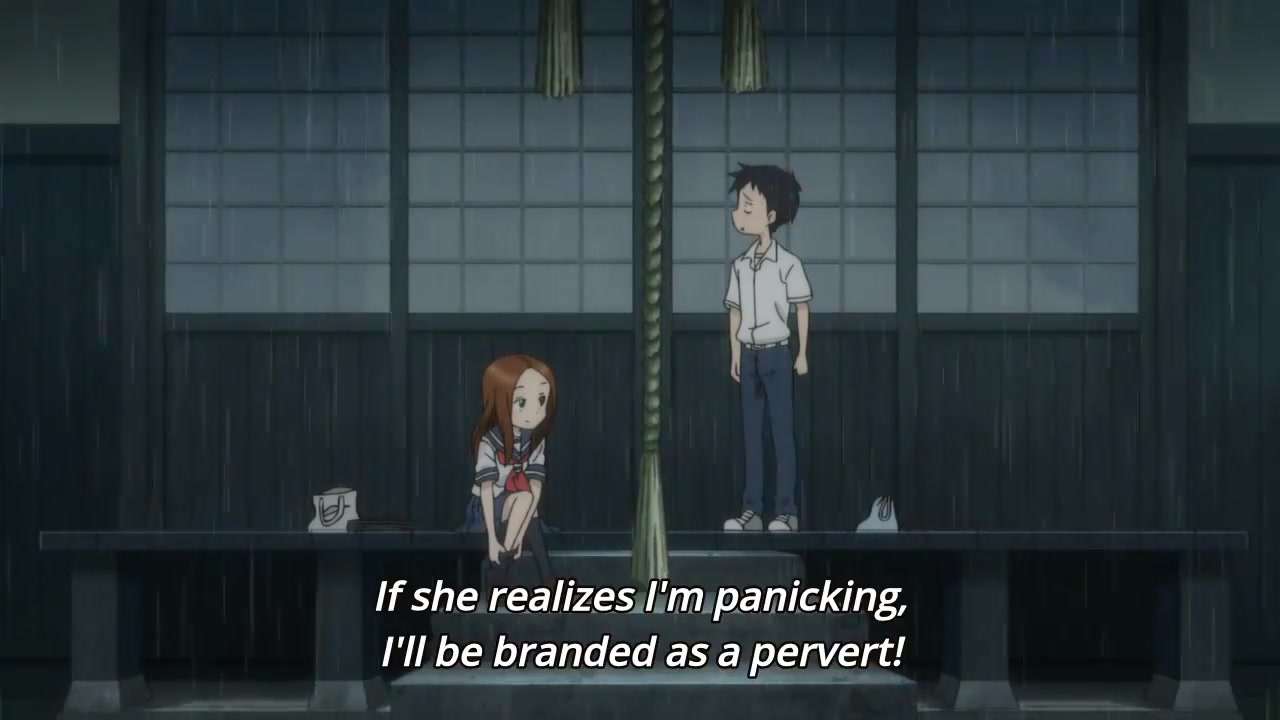 If she realizes I'm panicking,
I'll be branded as a pervert!